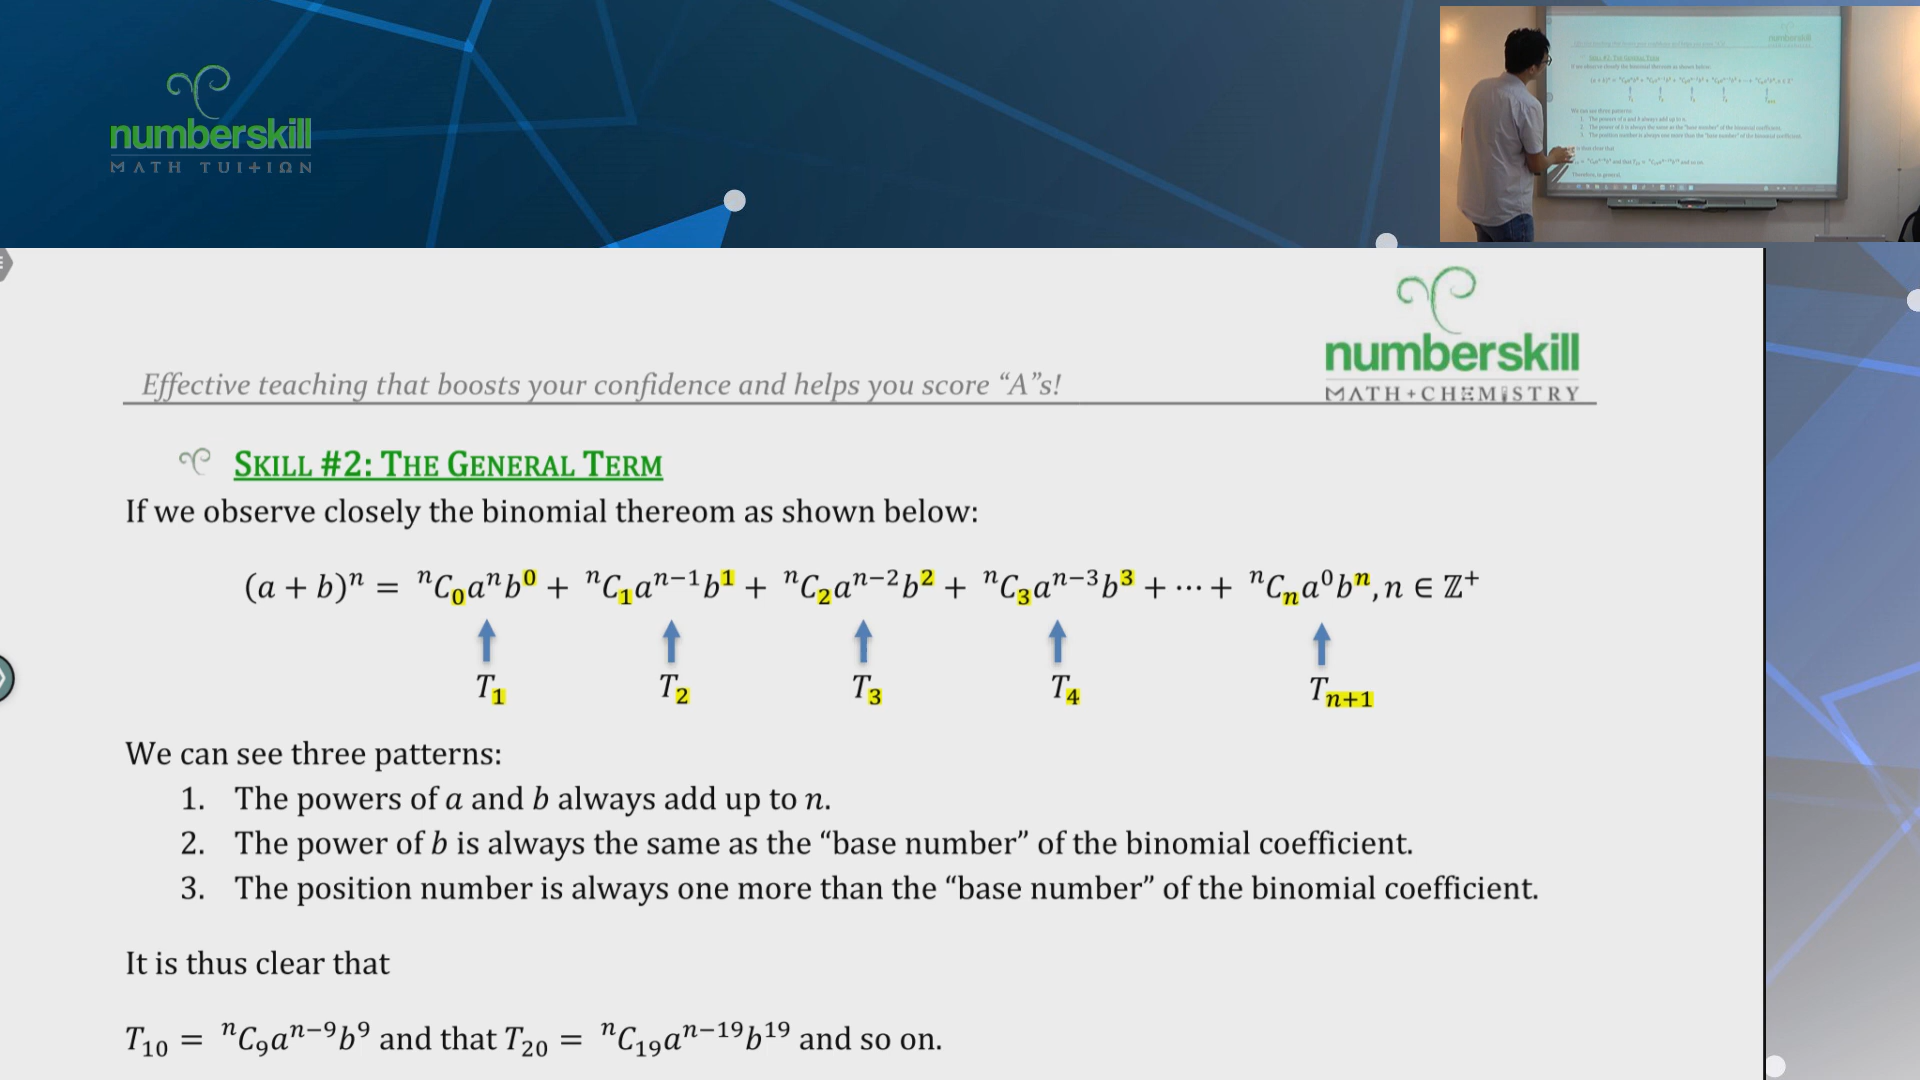 numberskill
MATH TUI+IΩN
numberskill
MATH+CHEMISTRY
Effective teaching that boosts your confidence and helps you score “A”s!
SKILL #2: THE GENERAL TERM
If we observe closely the binomial thereom as shown below:
(a + b)ⁿ = ⁿC₀aⁿb⁰ + ⁿC₁aⁿ⁻¹b¹ + ⁿC₂aⁿ⁻²b² + ⁿC₃aⁿ⁻³b³ + ⋯ + ⁿCₙa⁰bⁿ, n ∈ ℤ⁺
T₁ T₂ T₃ T₄ Tₙ₊₁
We can see three patterns:
1. The powers of a and b always add up to n.
2. The power of b is always the same as the “base number” of the binomial coefficient.
3. The position number is always one more than the “base number” of the binomial coefficient.
It is thus clear that
T₁₀ = ⁿC₉aⁿ⁻⁹b⁹ and that T₂₀ = ⁿC₁₉aⁿ⁻¹⁹b¹⁹ and so on.